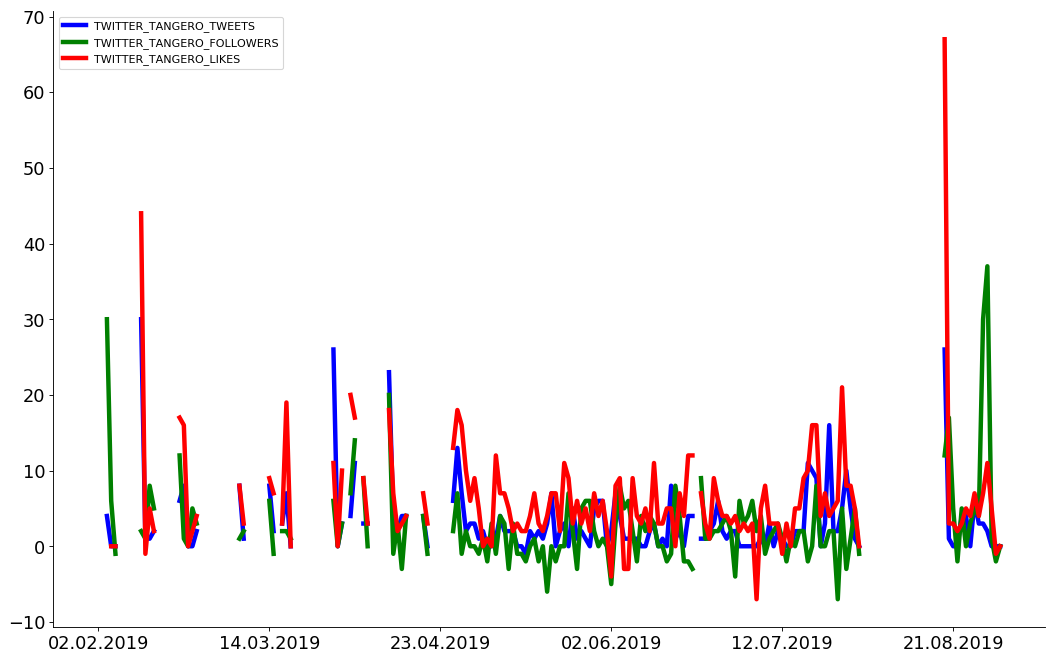 70
TWITTER_TANGERO_TWEETS
TWITTER_TANGERO_FOLLOWERS
TWITTER_TANGERO_LIKES
60
50
40
30
20
10
0
−10
02.02.2019 14.03.2019 23.04.2019 02.06.2019 12.07.2019 21.08.2019